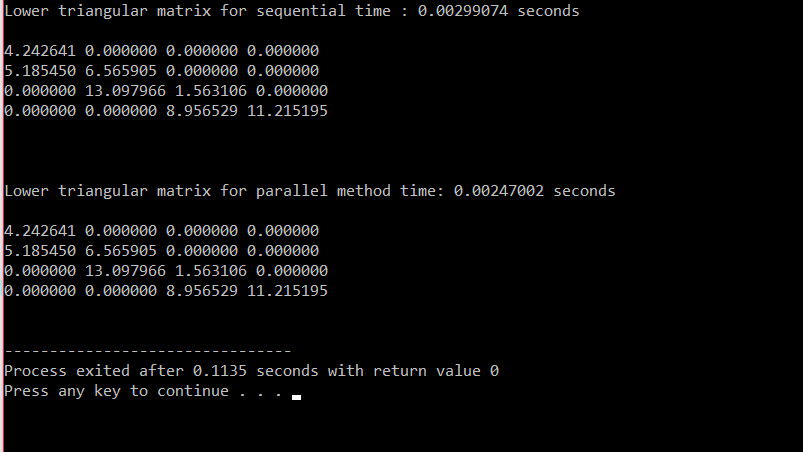 Lower triangular matrix for sequential time : 0.00299074 seconds
4.242641 0.000000 0.000000 0.000000
5.185450 6.565905 0.000000 0.000000
0.000000 13.097966 1.563106 0.000000
0.000000 0.000000 8.956529 11.215195
Lower triangular matrix for parallel method time: 0.00247002 seconds
4.242641 0.000000 0.000000 0.000000
5.185450 6.565905 0.000000 0.000000
0.000000 13.097966 1.563106 0.000000
0.000000 0.000000 8.956529 11.215195
--------------------------------
Process exited after 0.1135 seconds with return value 0
Press any key to continue . . .